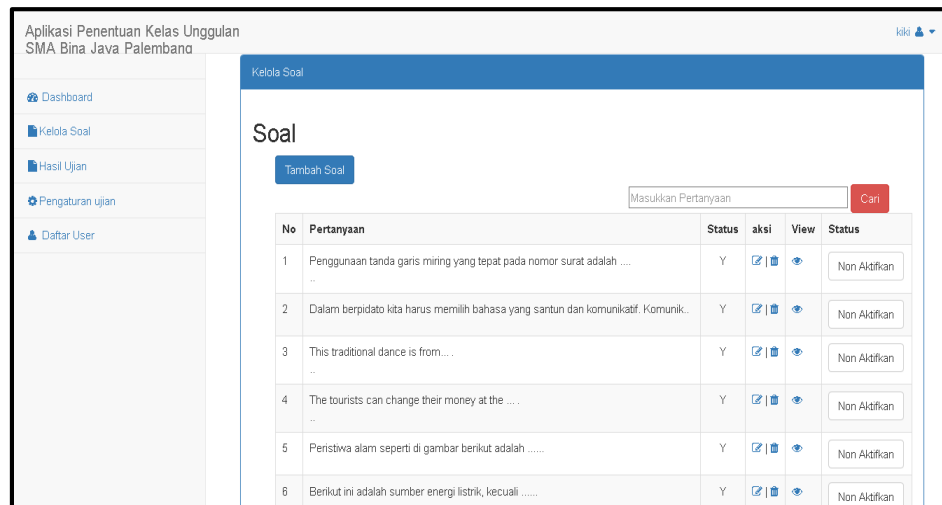 Aplikasi Penentuan Kelas Unggulan
SMA Bina Jaya Palembang
kiki
Kelola Soal
Dashboard
Kelola Soal
Hasil Ujian
Pengaturan ujian
Daftar User
Soal
Tambah Soal
Masukkan Pertanyaan Cari
No Pertanyaan Status aksi View Status
1 Penggunaan tanda garis miring yang tepat pada nomor surat adalah .... Y | Non Aktifkan
..
2 Dalam berpidato kita harus memilih bahasa yang santun dan komunikatif. Komunik.. Y | Non Aktifkan
3 This traditional dance is from..... Y | Non Aktifkan
..
4 The tourists can change their money at the ... . Y | Non Aktifkan
..
5 Peristiwa alam seperti di gambar berikut adalah ...... Y | Non Aktifkan
6 Berikut ini adalah sumber energi listrik, kecuali ...... Y | Non Aktifkan